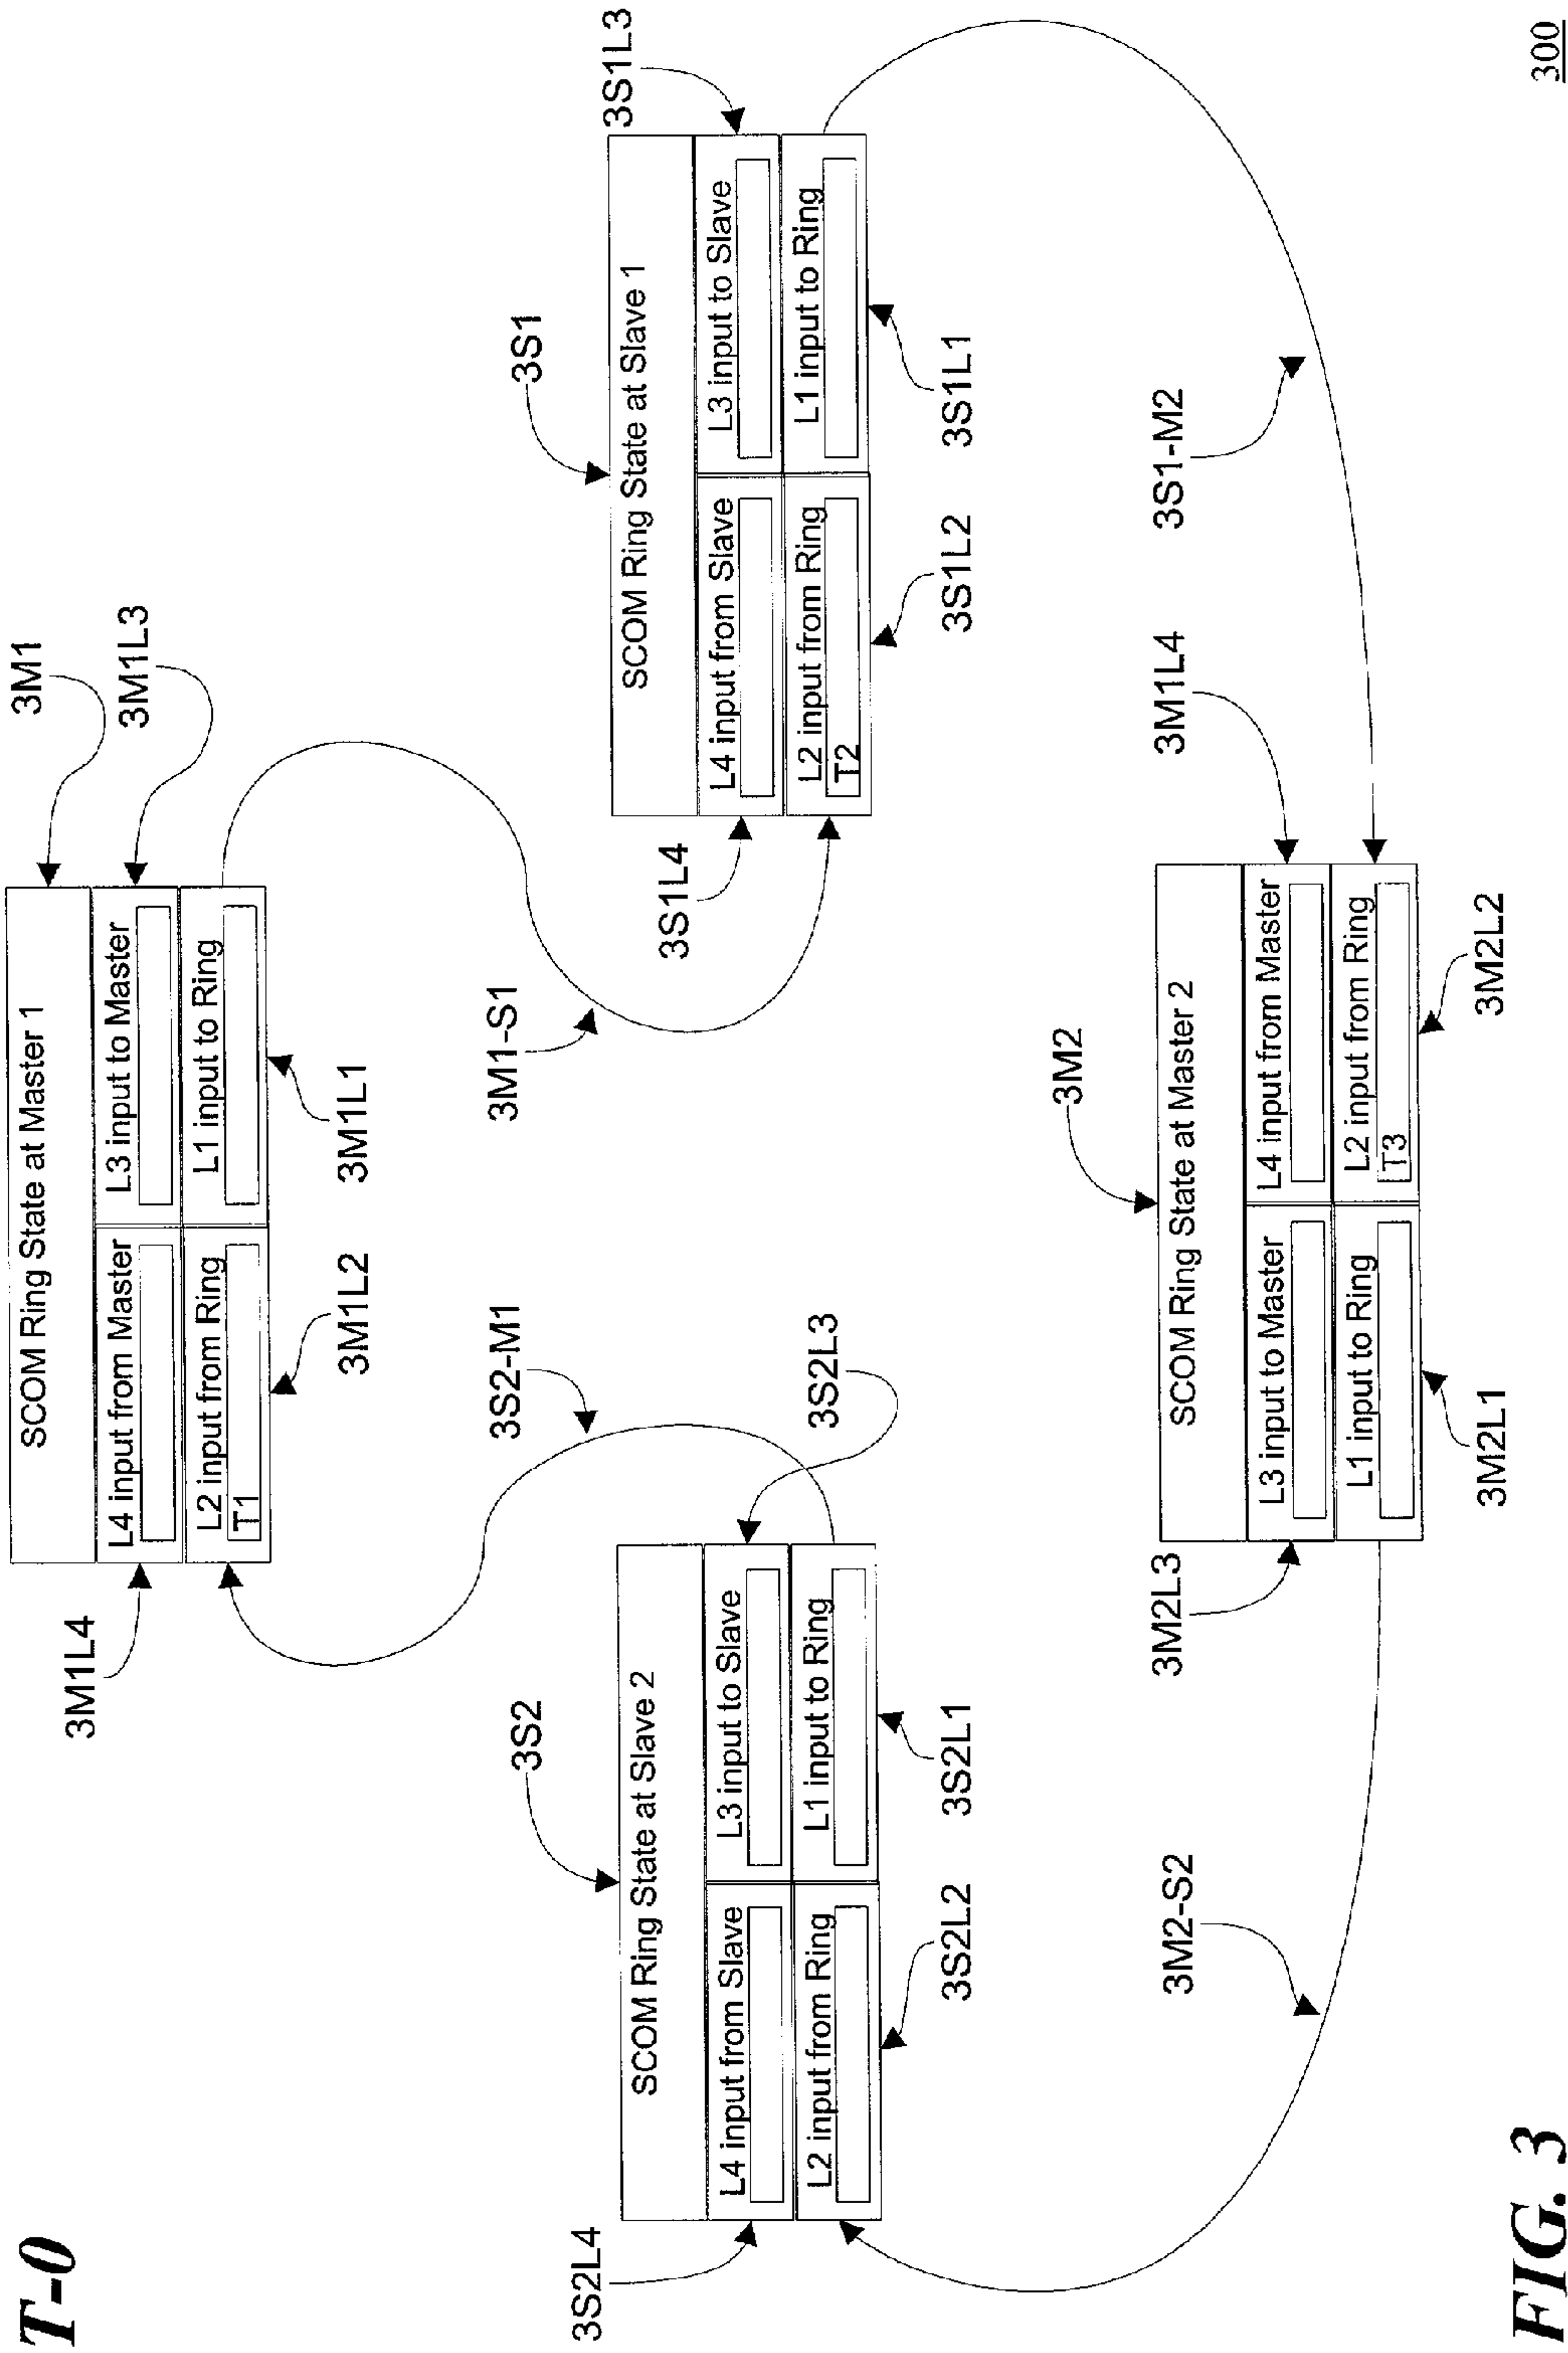 T-0
3M1
SCOM Ring State at Master 1
3M1L3
3M1L4
L4 input from Master
L3 input to Master
L2 input from Ring
T1
L1 input to Ring
3M1L2
3M1L1
3S2-M1
3M1-S1
3S2
SCOM Ring State at Slave 2
3S2L4
L4 input from Slave
L3 input to Slave
3S2L3
L2 input from Ring
L1 input to Ring
3S2L2
3S2L1
3S1
SCOM Ring State at Slave 1
3S1L4
L4 input from Slave
L3 input to Slave
3S1L3
L2 input from Ring
T2
L1 input to Ring
3S1L2
3S1L1
3M2-S2
3S1-M2
3M2
SCOM Ring State at Master 2
3M2L3
L3 input to Master
L4 input from Master
3M1L4
L1 input to Ring
L2 input from Ring
T3
3M2L1
3M2L2
FIG. 3
300